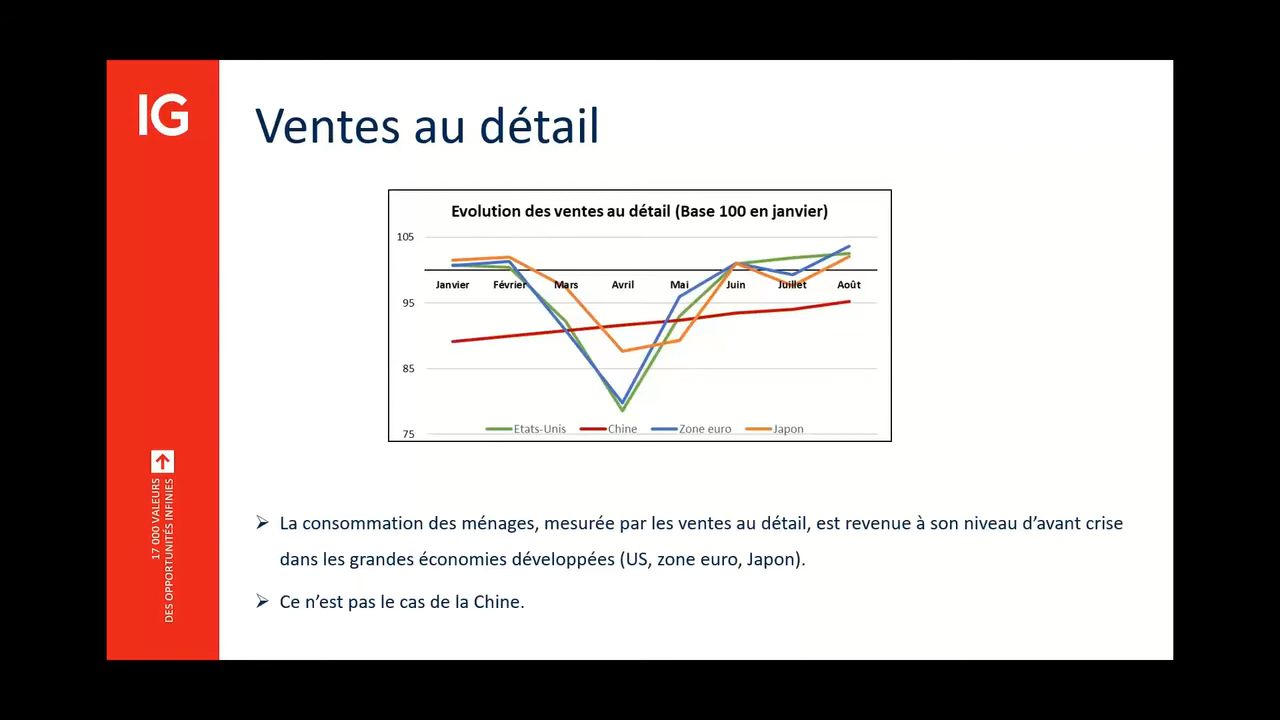 IG
Ventes au détail
Evolution des ventes au détail (Base 100 en janvier)
105
Janvier Février Mars Avril Mai Juin Juillet Août
95
85
75
Etats-Unis Chine Zone euro Japon
➢ La consommation des ménages, mesurée par les ventes au détail, est revenue à son niveau d’avant crise
dans les grandes économies développées (US, zone euro, Japon).
➢ Ce n’est pas le cas de la Chine.
17 000 VALEURS
DES OPPORTUNITÉS INFINIES